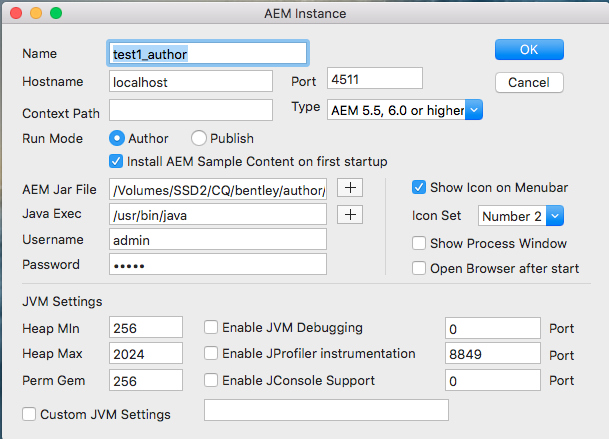 AEM Instance
Name test1_author OK
Hostname localhost Port 4511 Cancel
Context Path Type AEM 5.5, 6.0 or higher
Run Mode Author Publish
Install AEM Sample Content on first startup
AEM Jar File /Volumes/SSD2/CQ/bentley/author/ + Show Icon on Menubar
Java Exec /usr/bin/java + Icon Set Number 2
Username admin Show Process Window
Password ••••• Open Browser after start
JVM Settings
Heap MIn 256 Enable JVM Debugging 0 Port
Heap Max 2024 Enable JProfiler instrumentation 8849 Port
Perm Gem 256 Enable JConsole Support 0 Port
Custom JVM Settings